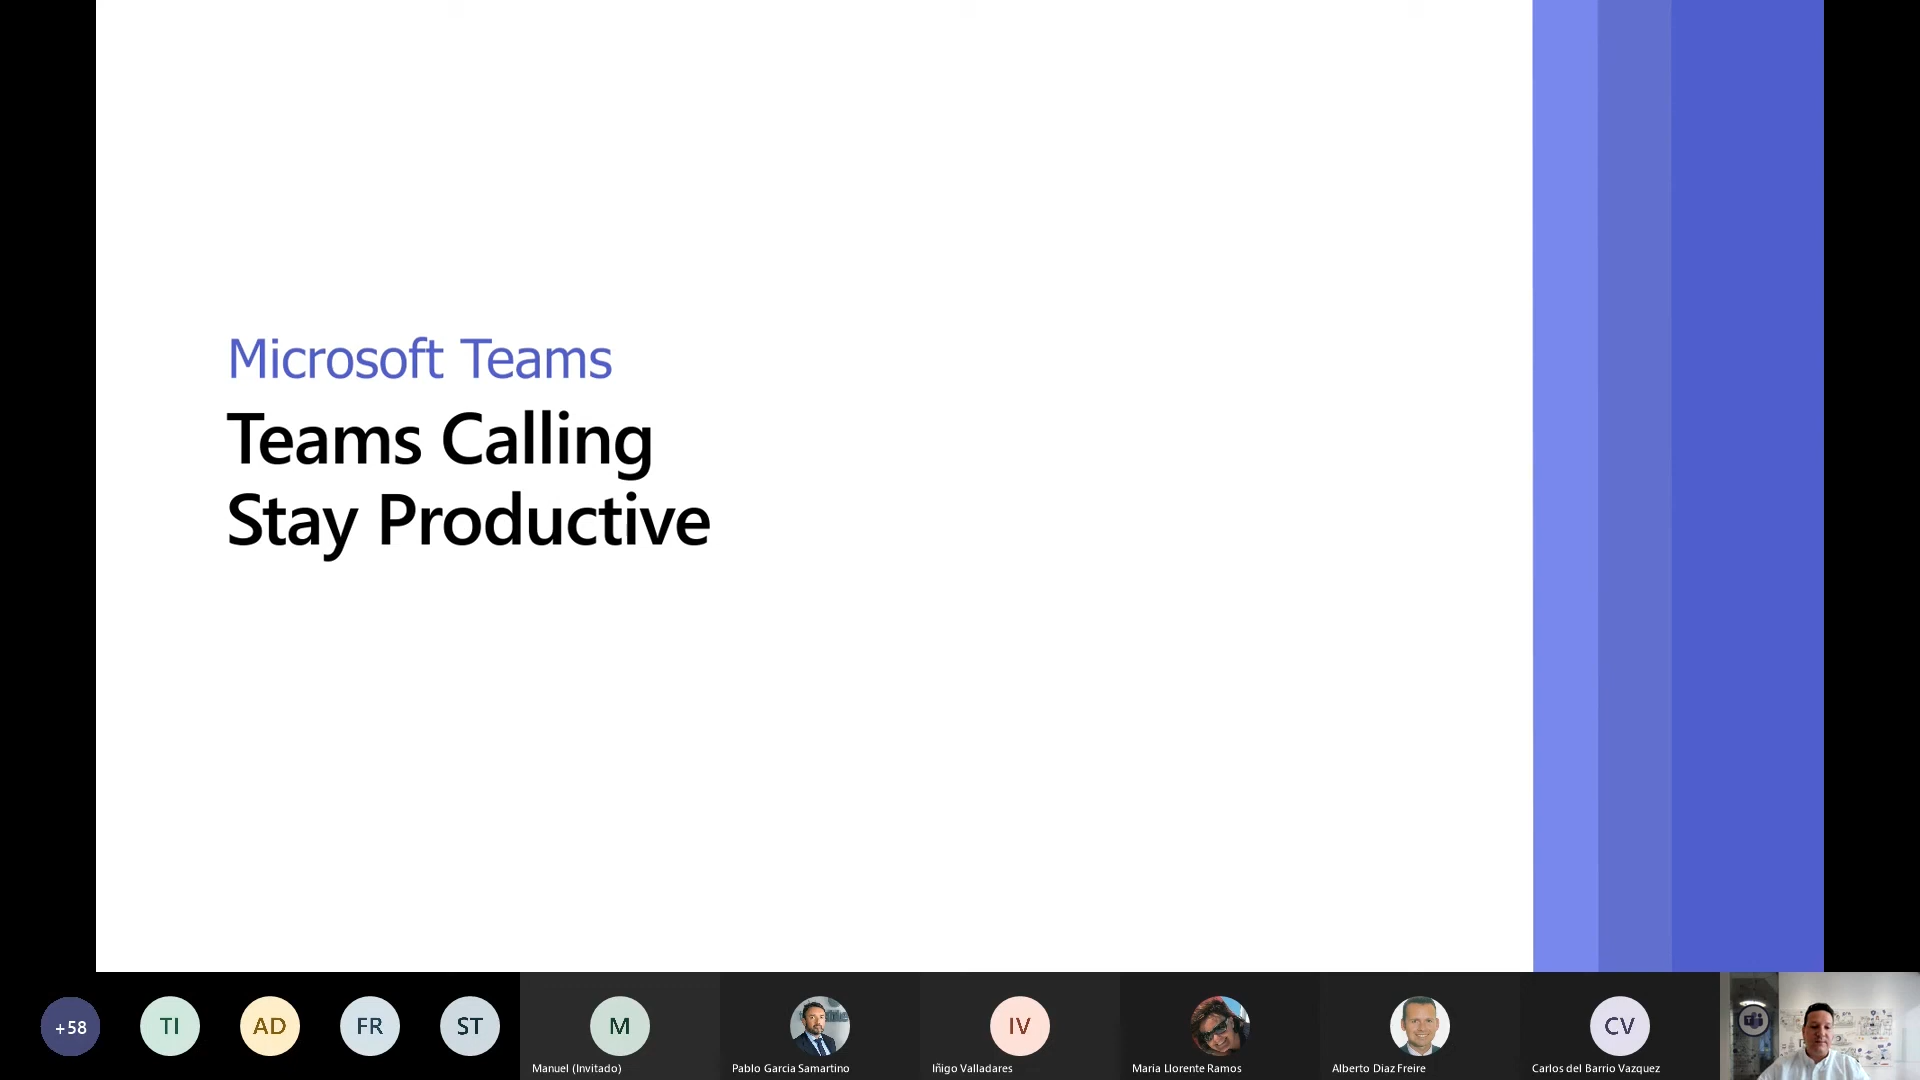 Microsoft Teams
Teams Calling
Stay Productive
+58
TI
AD
FR
ST
M
IV
CV
Manuel (Invitado)
Pablo Garcia Samartino
Iñigo Valladares
Maria Llorente Ramos
Alberto Diaz Freire
Carlos del Barrio Vazquez